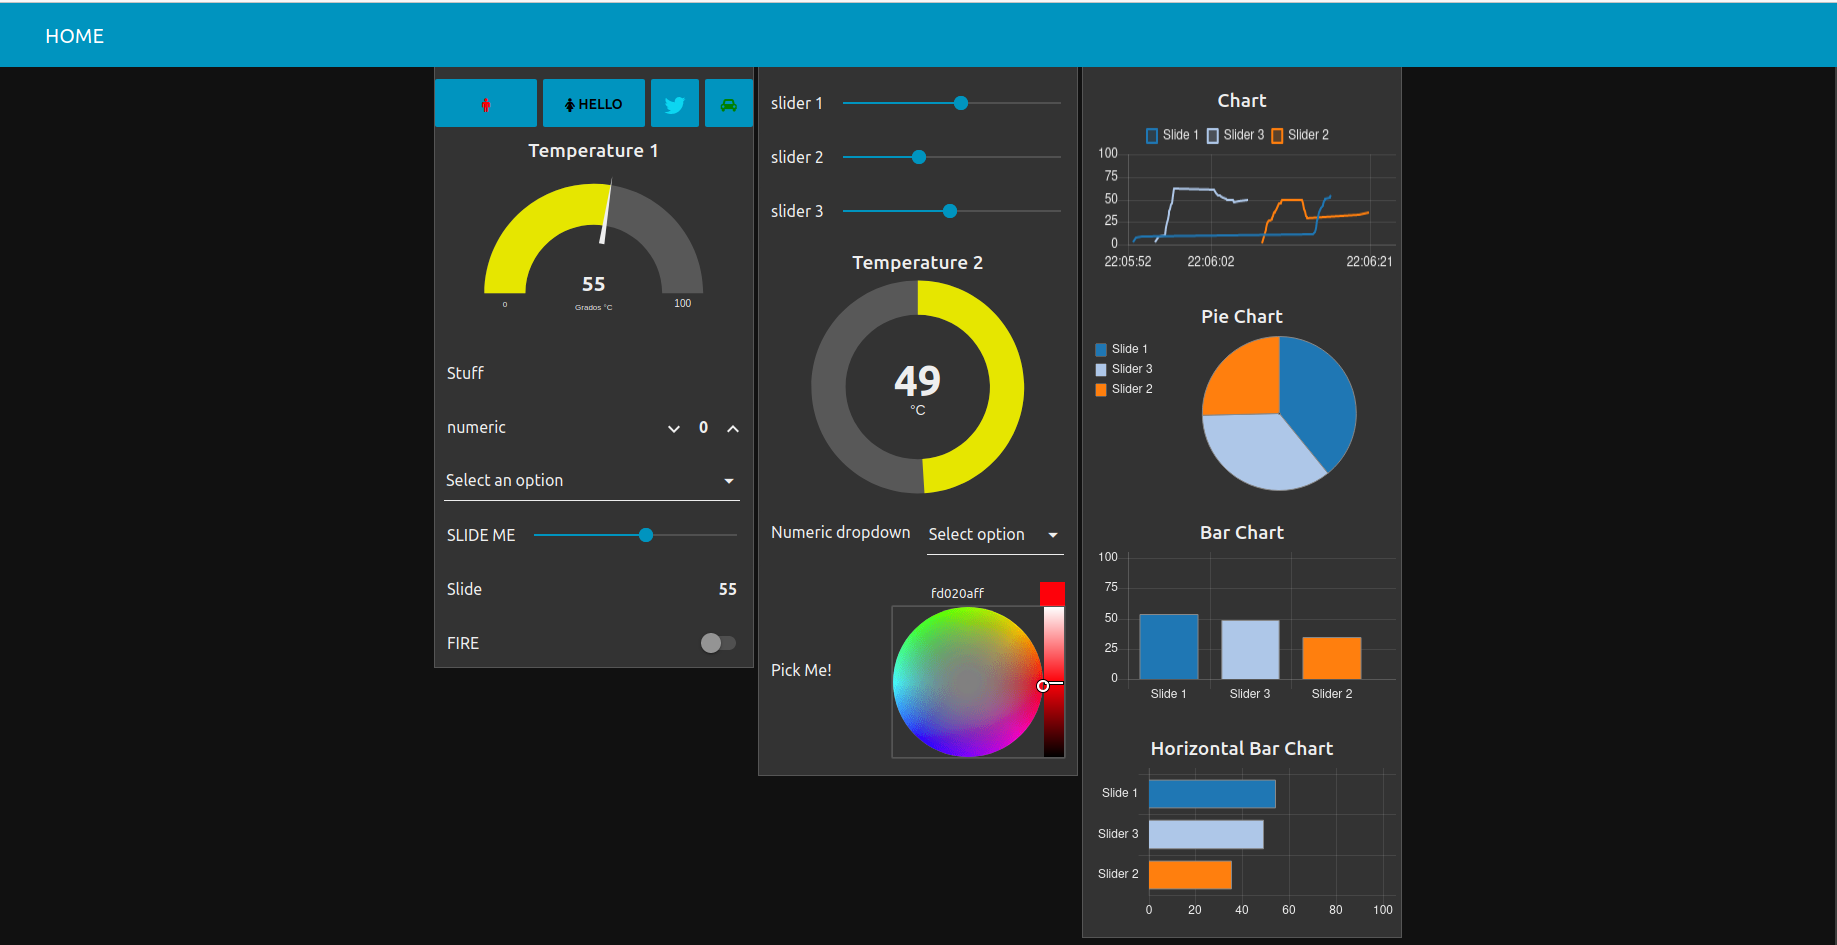 HOME
HELLO
Temperature 1
55
0
Grados °C
100
Stuff
numeric 0
Select an option
SLIDE ME
Slide 55
FIRE
slider 1
slider 2
slider 3
Temperature 2
49
°C
Numeric dropdown Select option
fd020aff
Pick Me!
Chart
Slide 1 Slider 3 Slider 2
100
75
50
25
0
22:05:52 22:06:02 22:06:21
Pie Chart
Slide 1
Slider 3
Slider 2
Bar Chart
100
75
50
25
0
Slide 1 Slider 3 Slider 2
Horizontal Bar Chart
Slide 1
Slider 3
Slider 2
0 20 40 60 80 100